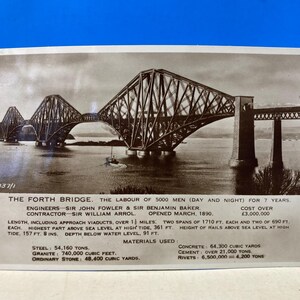 THE FORTH BRIDGE. THE LABOUR OF 5000 MEN (DAY AND NIGHT) FOR 7 YEARS.
ENGINEERS—SIR JOHN FOWLER & SIR BENJAMIN BAKER. COST OVER
CONTRACTOR—SIR WILLIAM ARROL. OPENED MARCH, 1890. £3,000,000
LENGTH, INCLUDING APPROACH VIADUCTS, OVER 1½ MILES, TWO SPANS OF 1710 FT. EACH, AND TWO OF 690 FT.
EACH. HIGHEST PART ABOVE SEA LEVEL AT HIGH TIDE, 361 FT. HEIGHT OF RAILS ABOVE SEA LEVEL AT HIGH
TIDE, 157 FT. 8 INS. DEPTH BELOW WATER LEVEL, 91 FT.
MATERIALS USED:
STEEL: 54,160 TONS. CONCRETE: 64,300 CUBIC YARDS.
GRANITE: 740,000 CUBIC FEET. CEMENT, OVER 21,000 TONS.
ORDINARY STONE: 48,400 CUBIC YARDS. RIVETS: 6,500,000 OR 4,200 TONS